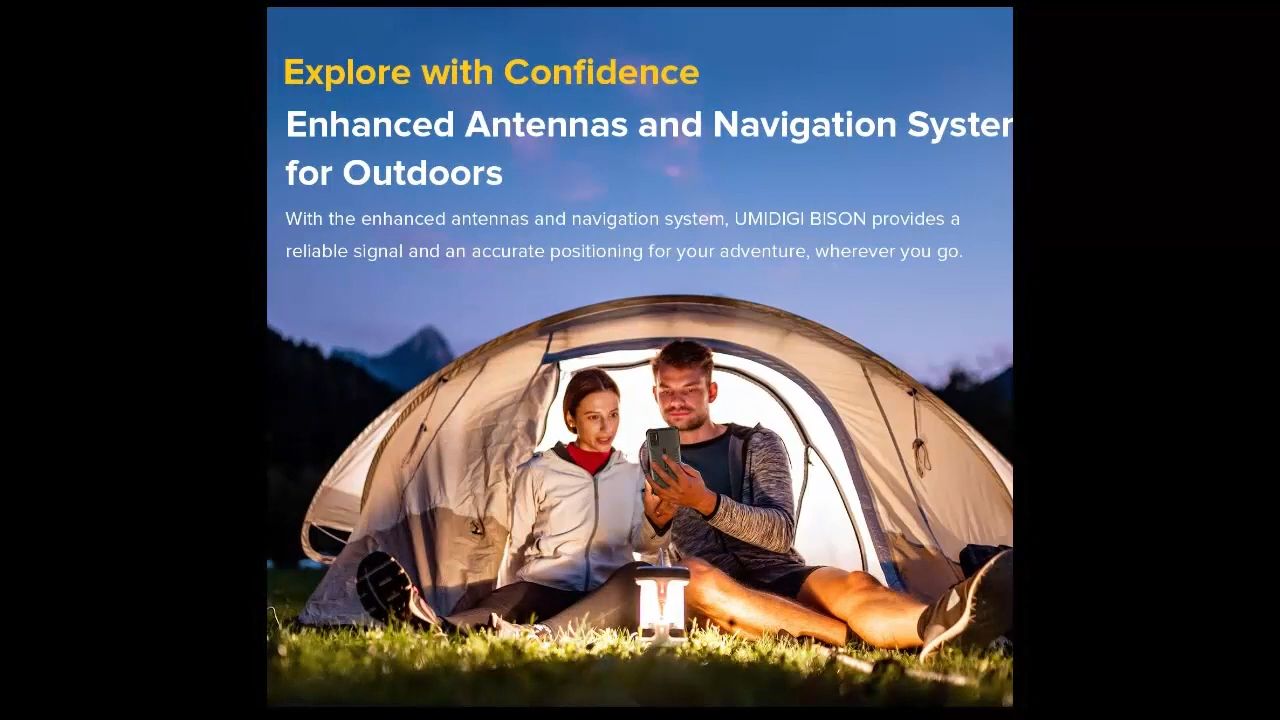 Explore with Confidence
Enhanced Antennas and Navigation Syster
for Outdoors
With the enhanced antennas and navigation system, UMIDIGI BISON provides a
reliable signal and an accurate positioning for your adventure, wherever you go.